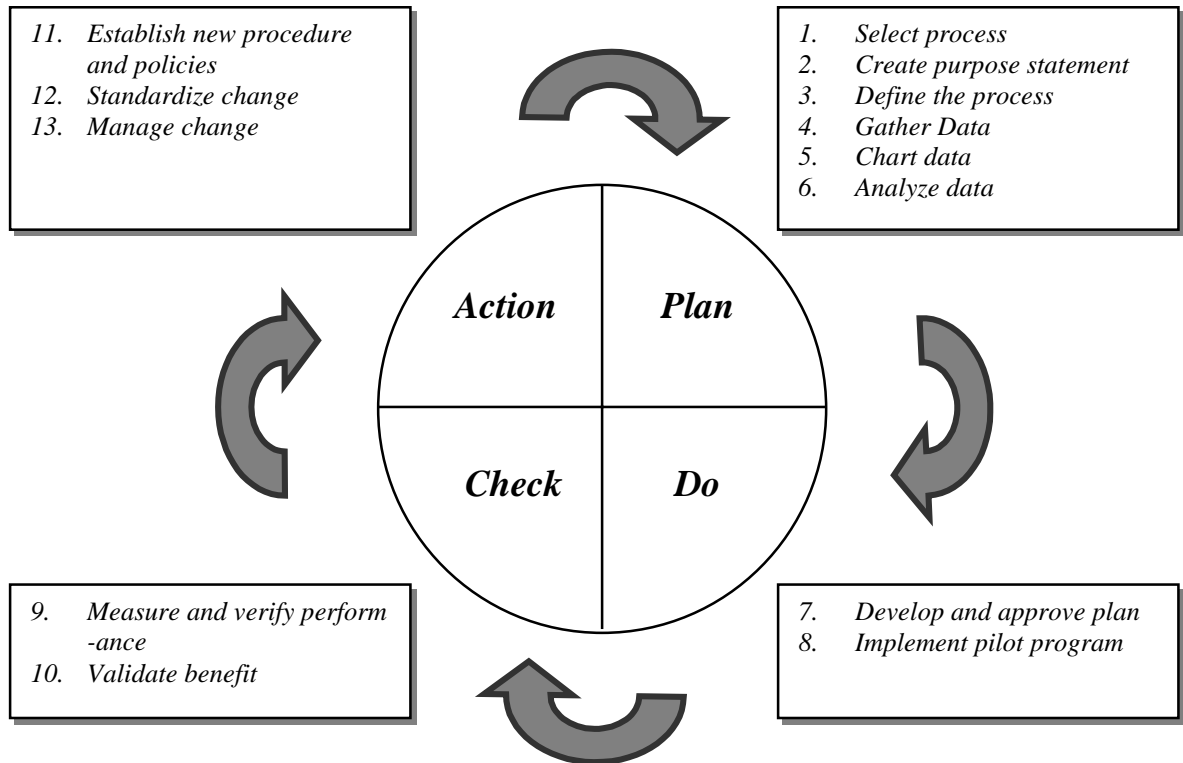 11. Establish new procedure
and policies
12. Standardize change
13. Manage change
1. Select process
2. Create purpose statement
3. Define the process
4. Gather Data
5. Chart data
6. Analyze data
Action
Plan
Check
Do
9. Measure and verify perform
-ance
10. Validate benefit
7. Develop and approve plan
8. Implement pilot program